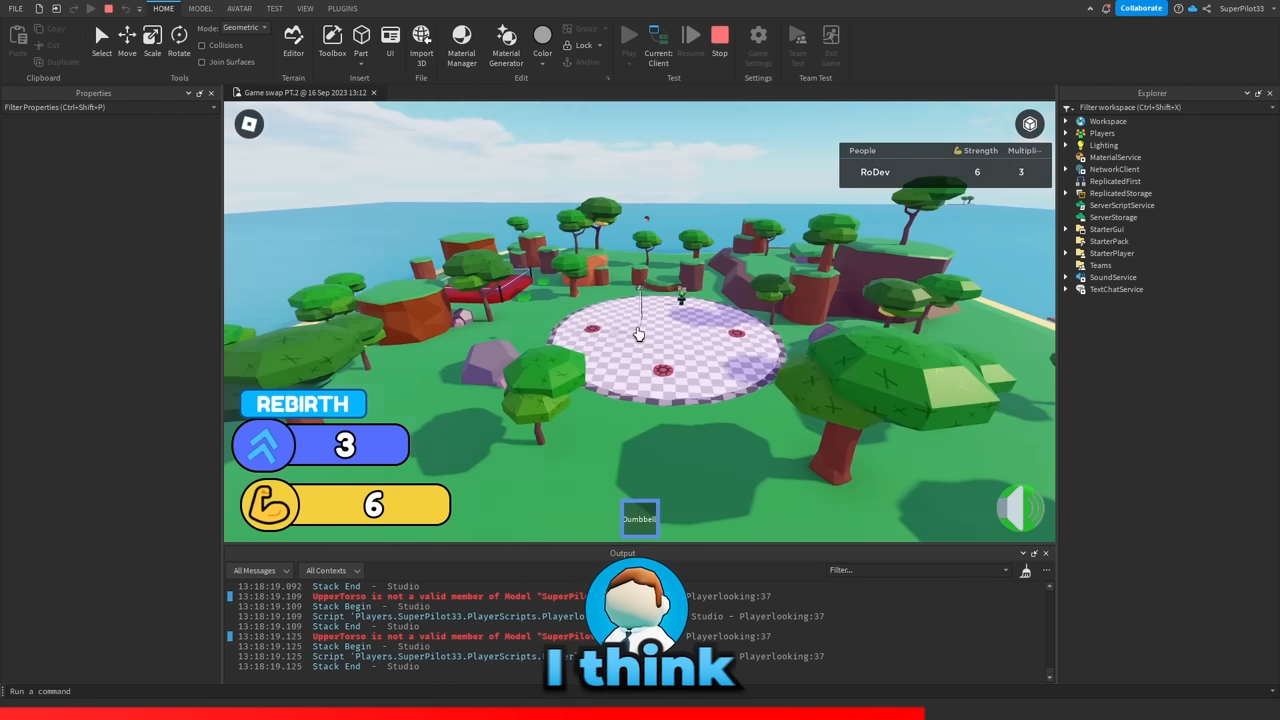 FILE
HOME
MODEL
AVATAR
TEST
VIEW
PLUGINS
Collaborate
SuperPilot33
Paste
Copy
Cut
Duplicate
Clipboard
Select
Move
Scale
Rotate
Mode: Geometric
Collisions
Join Surfaces
Tools
Editor
Terrain
Toolbox
Part
UI
Insert
Import
3D
File
Material
Manager
Material
Generator
Color
Group
Lock
Anchor
Edit
Play
Current:
Client
Resume
Stop
Test
Game
Settings
Settings
Team
Test
Exit
Game
Team Test
Properties
Filter Properties (Ctrl+Shift+P)
Game swap PT.2 @ 16 Sep 2023 13:12
People
Strength
Multipli--
RoDev
6
3
REBIRTH
3
6
Dumbbell
Explorer
Filter workspace (Ctrl+Shift+X)
Workspace
Players
Lighting
MaterialService
NetworkClient
ReplicatedFirst
ReplicatedStorage
ServerScriptService
ServerStorage
StarterGui
StarterPack
StarterPlayer
Teams
SoundService
TextChatService
Output
All Messages
All Contexts
Filter...
13:18:19.092 Stack End - Studio
13:18:19.109 UpperTorso is not a valid member of Model "SuperPil Playerlooking:37
13:18:19.109 Stack Begin - Studio
13:18:19.109 Script 'Players.SuperPilot33.PlayerScripts.Playerlo Studio - Playerlooking:37
13:18:19.109 Stack End - Studio
13:18:19.125 UpperTorso is not a valid member of Model "SuperPilo Playerlooking:37
13:18:19.125 Stack Begin - Studio
13:18:19.125 Script 'Players.SuperPilot33.PlayerScripts. Studio - Playerlooking:37
13:18:19.125 Stack End - Studio
I think
Run a command